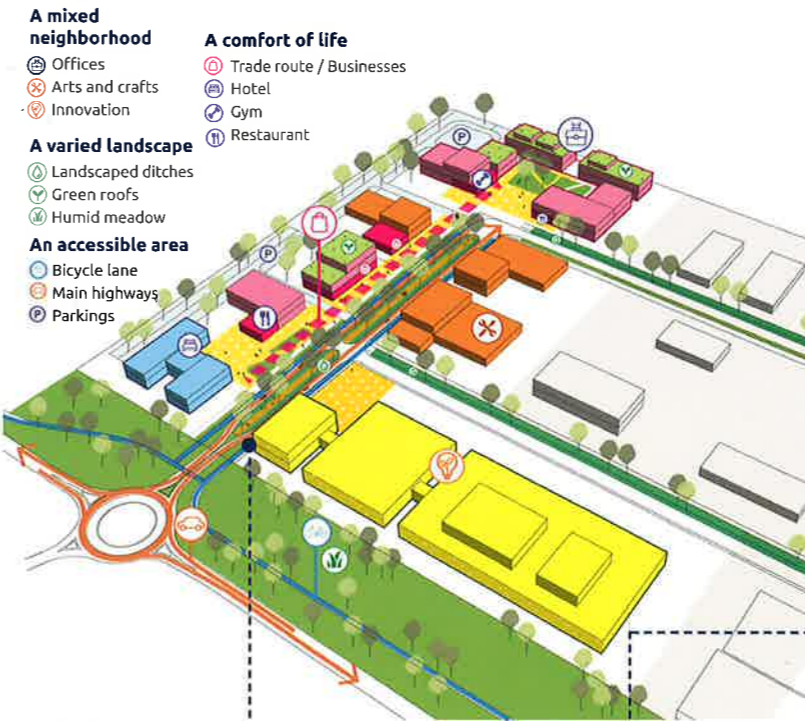 A mixed
neighborhood
Offices
Arts and crafts
Innovation
A varied landscape
Landscaped ditches
Green roofs
Humid meadow
An accessible area
Bicycle lane
Main highways
P Parkings
A comfort of life
Trade route / Businesses
Hotel
Gym
Restaurant
P
P